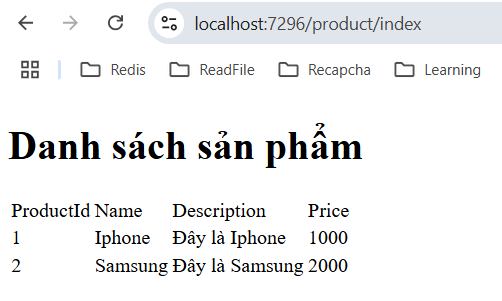 localhost:7296/product/index
Redis ReadFile Recapcha Learning
Danh sách sản phẩm
ProductId Name Description Price
1 Iphone Đây là Iphone 1000
2 Samsung Đây là Samsung 2000